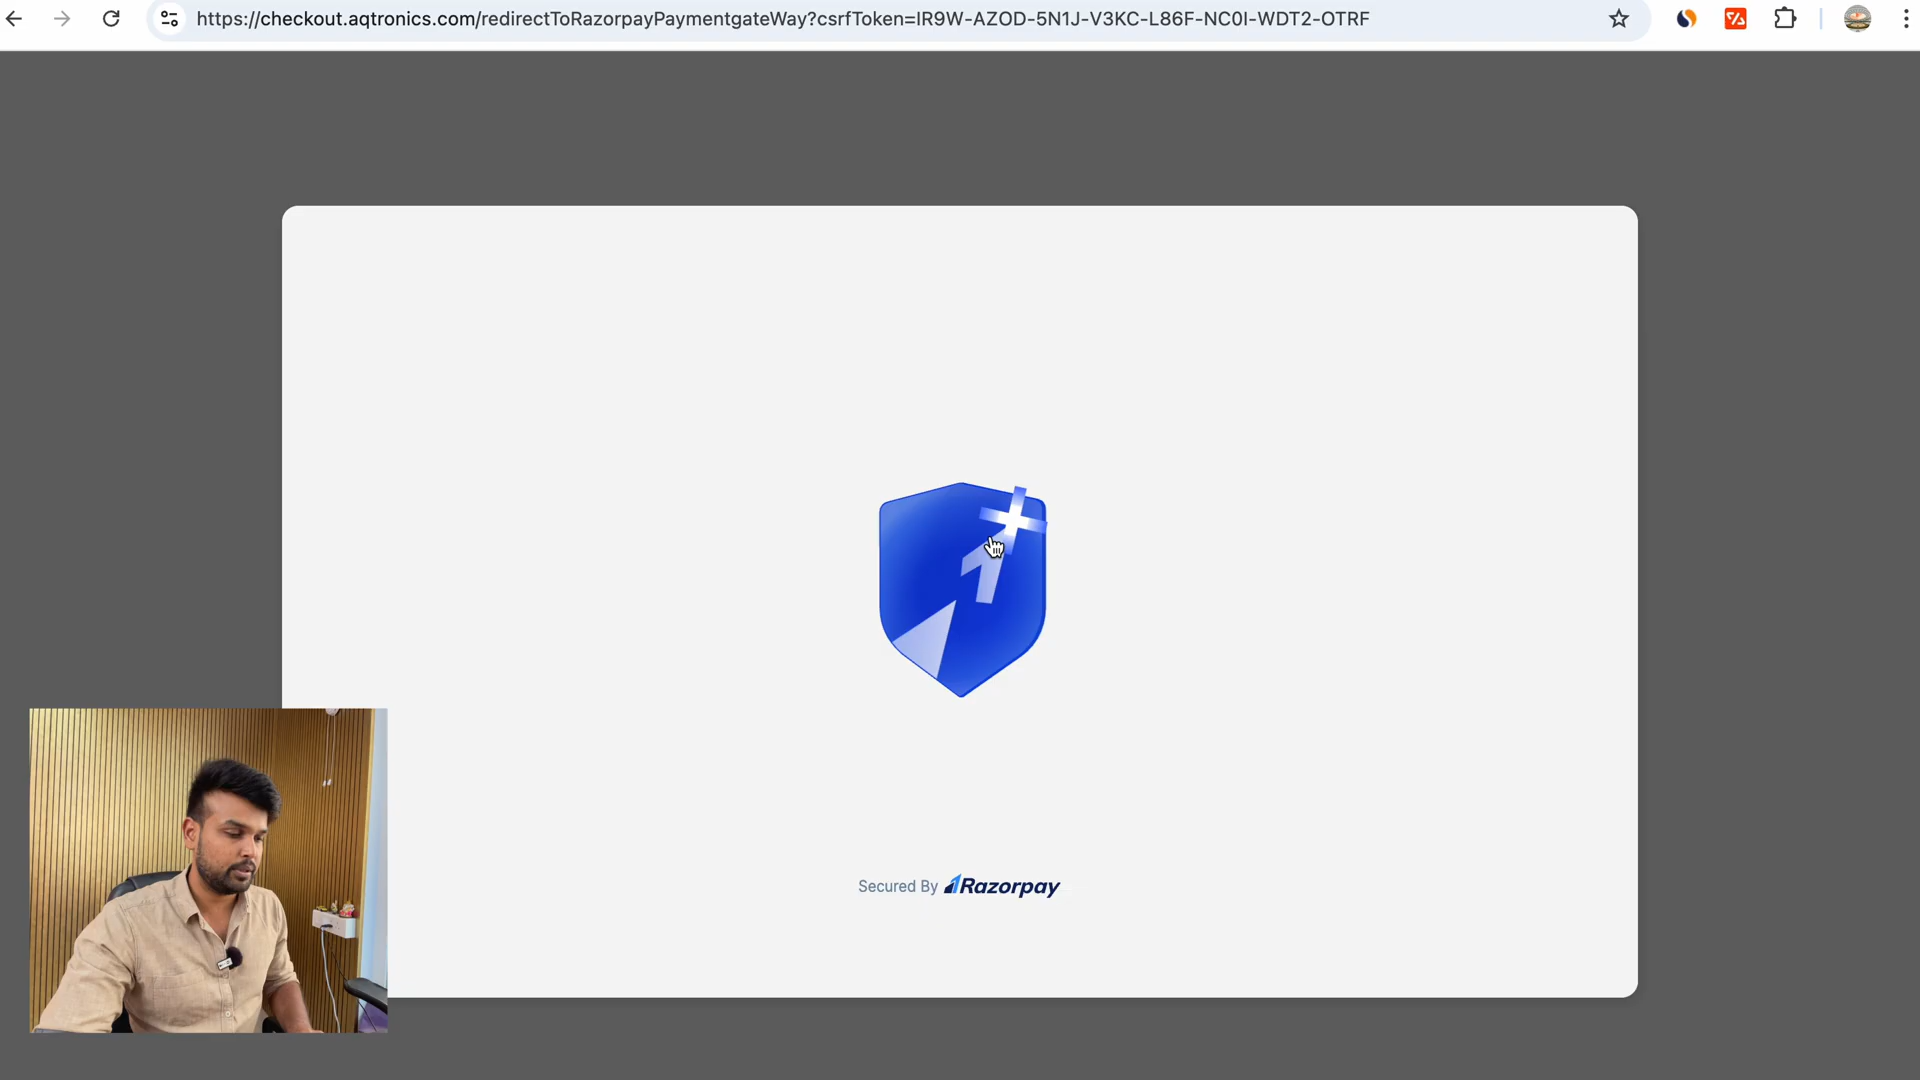 https://checkout.aqtronics.com/redirectToRazorpayPaymentgateWay?csrfToken=IR9W-AZOD-5N1J-V3KC-L86F-NC0I-WDT2-OTRF
Secured By Razorpay